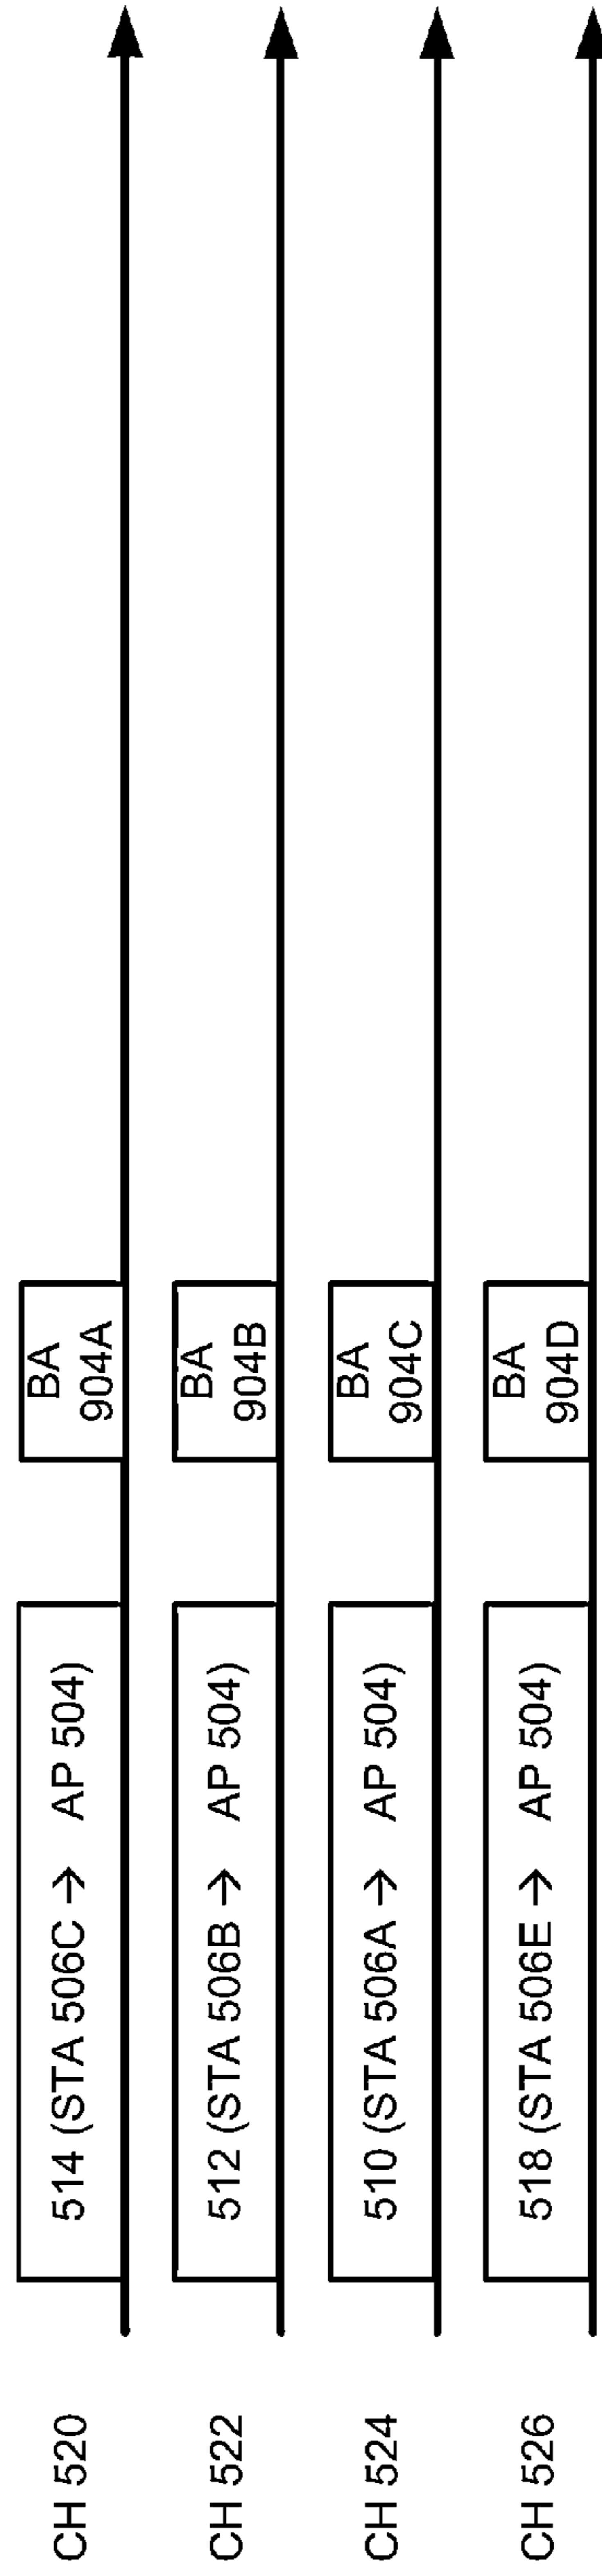 CH 520
514 (STA 506C → AP 504)
BA
904A
CH 522
512 (STA 506B → AP 504)
BA
904B
CH 524
510 (STA 506A → AP 504)
BA
904C
CH 526
518 (STA 506E → AP 504)
BA
904D